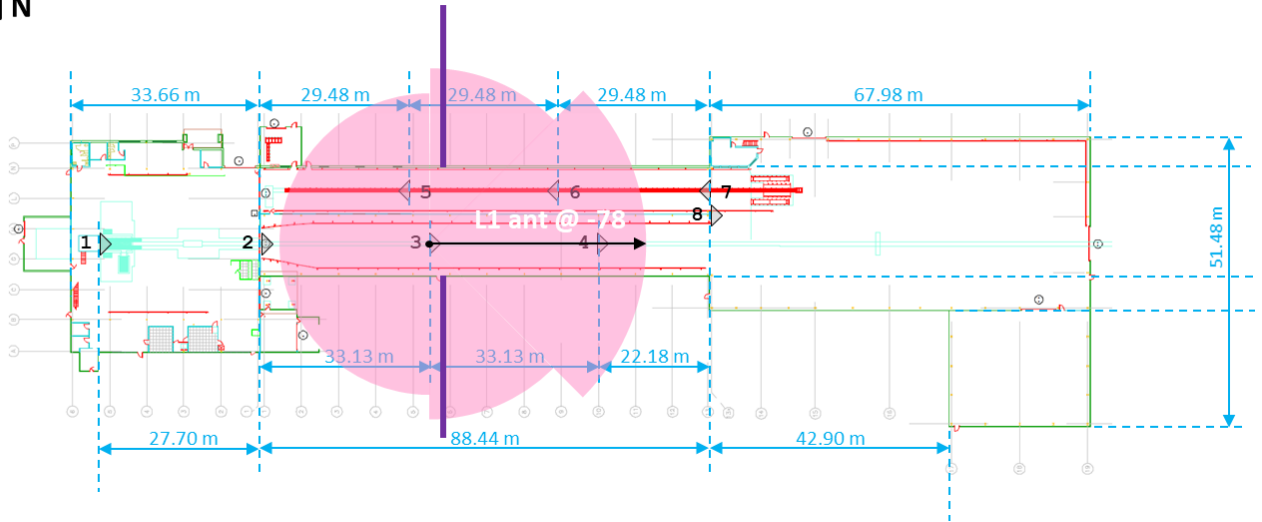 N
33.66 m
29.48 m
29.48 m
29.48 m
67.98 m
5
6
7
L1 ant @ -78
8
1
2
3
4
51.48 m
33.13 m
33.13 m
22.18 m
27.70 m
88.44 m
42.90 m